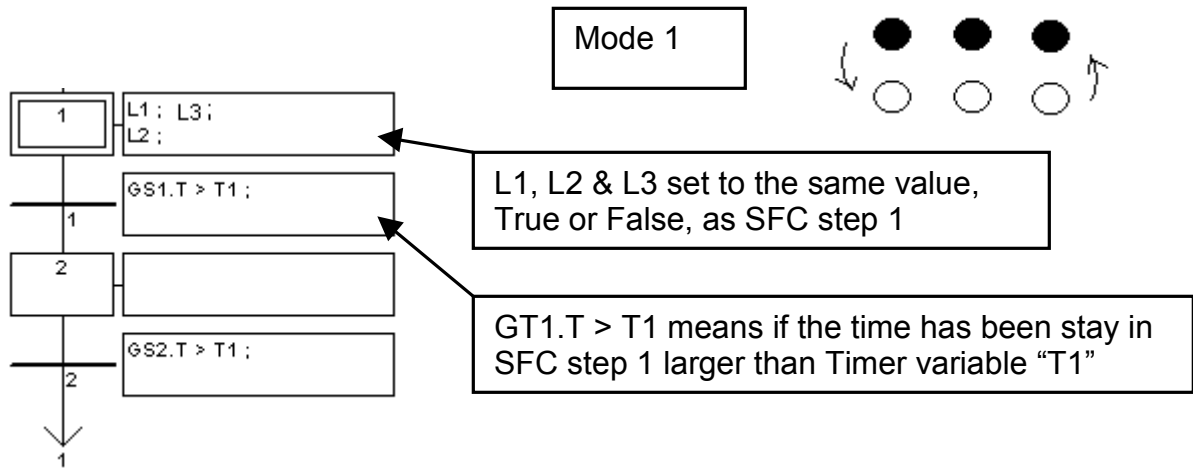 Mode 1
1
L1 ; L3 ;
L2 ;
L1, L2 & L3 set to the same value,
True or False, as SFC step 1
GS1.T > T1 ;
1
2
GT1.T > T1 means if the time has been stay in
SFC step 1 larger than Timer variable “T1”
GS2.T > T1 ;
2
1